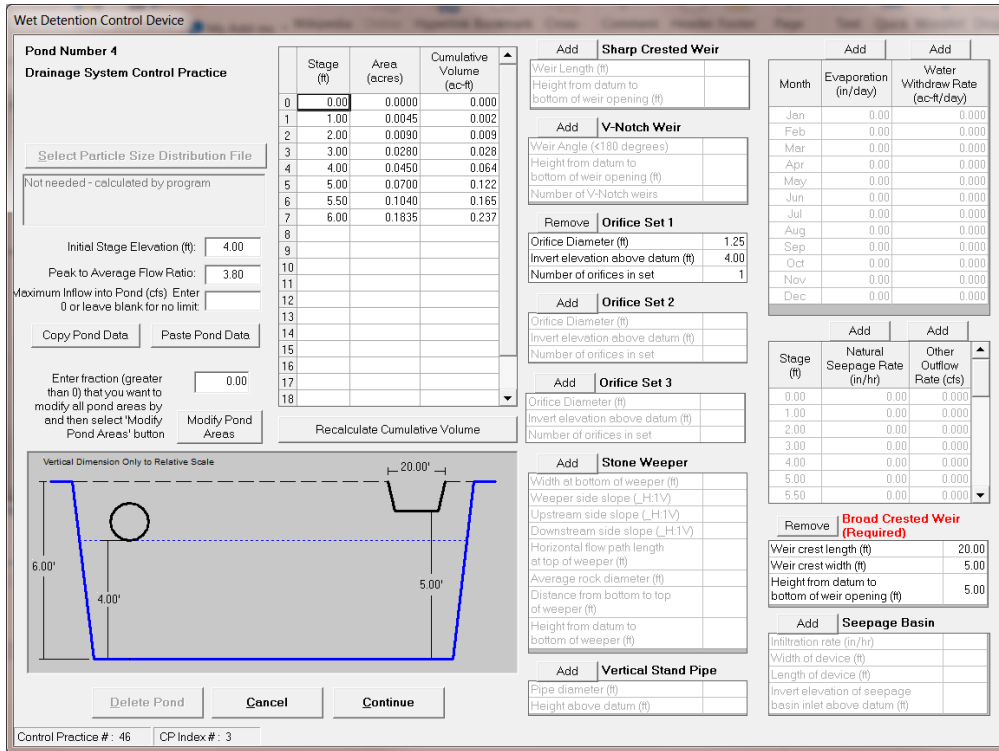 Wet Detention Control Device
Pond Number 4
Drainage System Control Practice
Select Particle Size Distribution File
Not needed - calculated by program
Initial Stage Elevation (ft): 4.00
Peak to Average Flow Ratio: 3.80
Maximum Inflow into Pond (cfs) Enter
0 or leave blank for no limit:
Copy Pond Data Paste Pond Data
Enter fraction (greater 0.00
than 0) that you want to
modify all pond areas by
and then select 'Modify
Pond Areas' button
Modify Pond
Areas
Stage
(ft)
Area
(acres)
Cumulative
Volume
(ac-ft)
0 0.00 0.0000 0.000
1 1.00 0.0045 0.002
2 2.00 0.0090 0.009
3 3.00 0.0280 0.028
4 4.00 0.0450 0.064
5 5.00 0.0700 0.122
6 5.50 0.1040 0.165
7 6.00 0.1835 0.237
8
9
10
11
12
13
14
15
16
17
18
Recalculate Cumulative Volume
Vertical Dimension Only to Relative Scale
20.00'
6.00'
4.00'
5.00'
Delete Pond Cancel Continue
Control Practice # : 46 CP Index # : 3
Add Sharp Crested Weir
Weir Length (ft)
Height from datum to
bottom of weir opening (ft)
Add V-Notch Weir
Weir Angle (<180 degrees)
Height from datum to
bottom of weir opening (ft)
Number of V-Notch weirs
Remove Orifice Set 1
Orifice Diameter (ft) 1.25
Invert elevation above datum (ft) 4.00
Number of orifices in set 1
Add Orifice Set 2
Orifice Diameter (ft)
Invert elevation above datum (ft)
Number of orifices in set
Add Orifice Set 3
Orifice Diameter (ft)
Invert elevation above datum (ft)
Number of orifices in set
Add Stone Weeper
Width at bottom of weeper (ft)
Weeper side slope (_H:1V)
Upstream side slope (_H:1V)
Downstream side slope (_H:1V)
Horizontal flow path length
at top of weeper (ft)
Average rock diameter (ft)
Distance from bottom to top
of weeper (ft)
Height from datum to
bottom of weeper (ft)
Add Vertical Stand Pipe
Pipe diameter (ft)
Height above datum (ft)
Add Add
Month
Evaporation
(in/day)
Water
Withdraw Rate
(ac-ft/day)
Jan 0.00 0.000
Feb 0.00 0.000
Mar 0.00 0.000
Apr 0.00 0.000
May 0.00 0.000
Jun 0.00 0.000
Jul 0.00 0.000
Aug 0.00 0.000
Sep 0.00 0.000
Oct 0.00 0.000
Nov 0.00 0.000
Dec 0.00 0.000
Add Add
Stage
(ft)
Natural
Seepage Rate
(in/hr)
Other
Outflow
Rate (cfs)
0.00 0.00 0.000
1.00 0.00 0.000
2.00 0.00 0.000
3.00 0.00 0.000
4.00 0.00 0.000
5.00 0.00 0.000
5.50 0.00 0.000
Remove Broad Crested Weir
(Required)
Weir crest length (ft) 20.00
Weir crest width (ft) 5.00
Height from datum to
bottom of weir opening (ft) 5.00
Add Seepage Basin
Infiltration rate (in/hr)
Width of device (ft)
Length of device (ft)
Invert elevation of seepage
basin inlet above datum (ft)